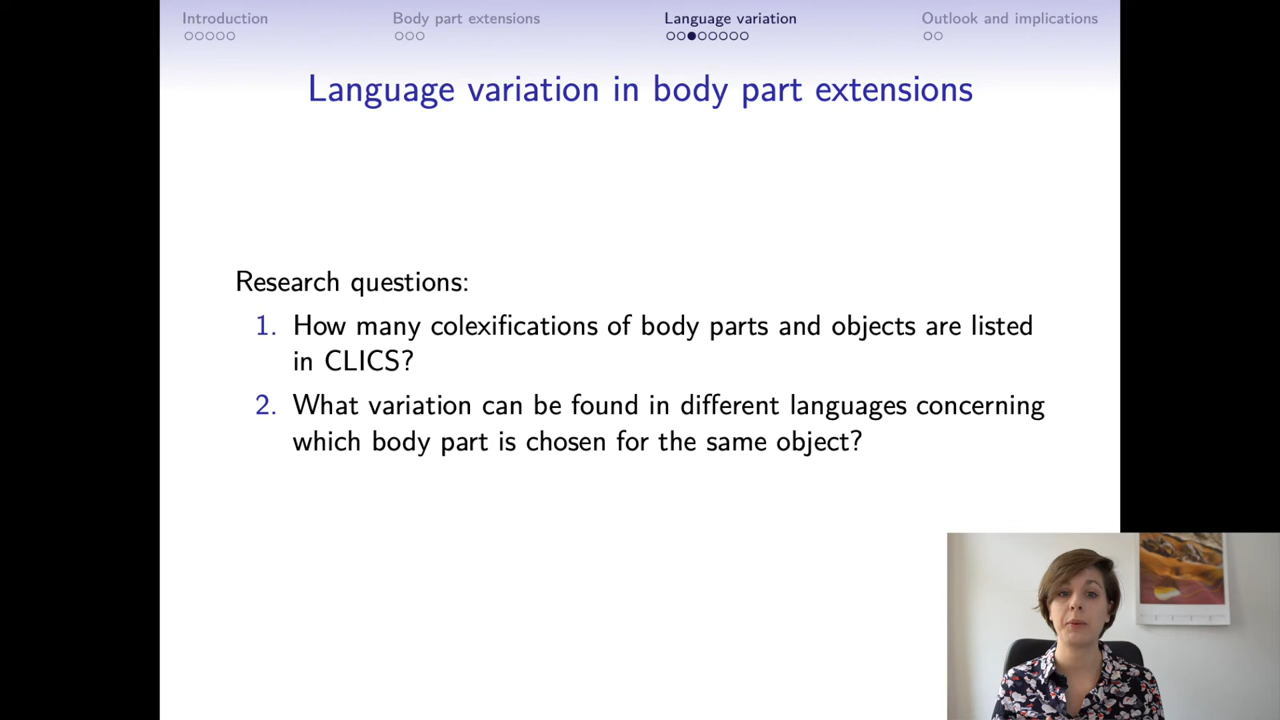 Introduction
Body part extensions
Language variation
Outlook and implications
Language variation in body part extensions
Research questions:
1. How many colexifications of body parts and objects are listed
in CLICS?
2. What variation can be found in different languages concerning
which body part is chosen for the same object?